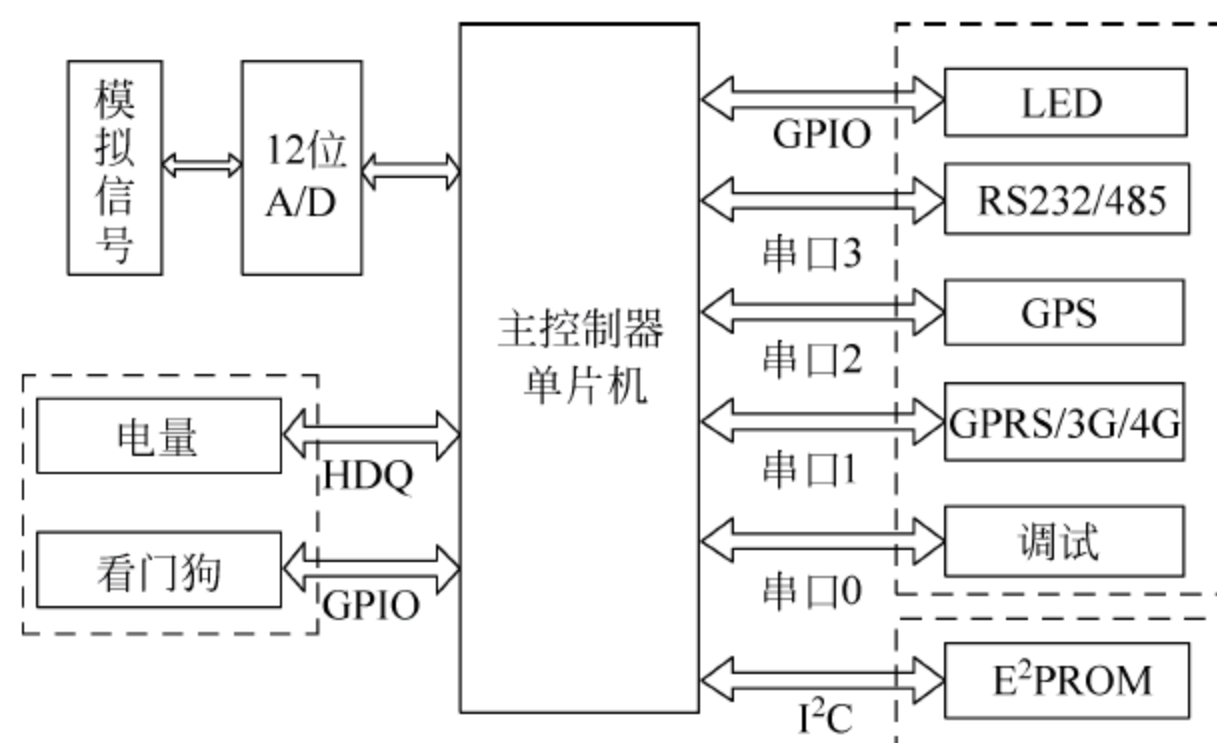 模拟信号
12位
A/D
电量
HDQ
看门狗
GPIO
主控制器
单片机
GPIO
LED
串口3
RS232/485
串口2
GPS
串口1
GPRS/3G/4G
串口0
调试
I²C
E²PROM